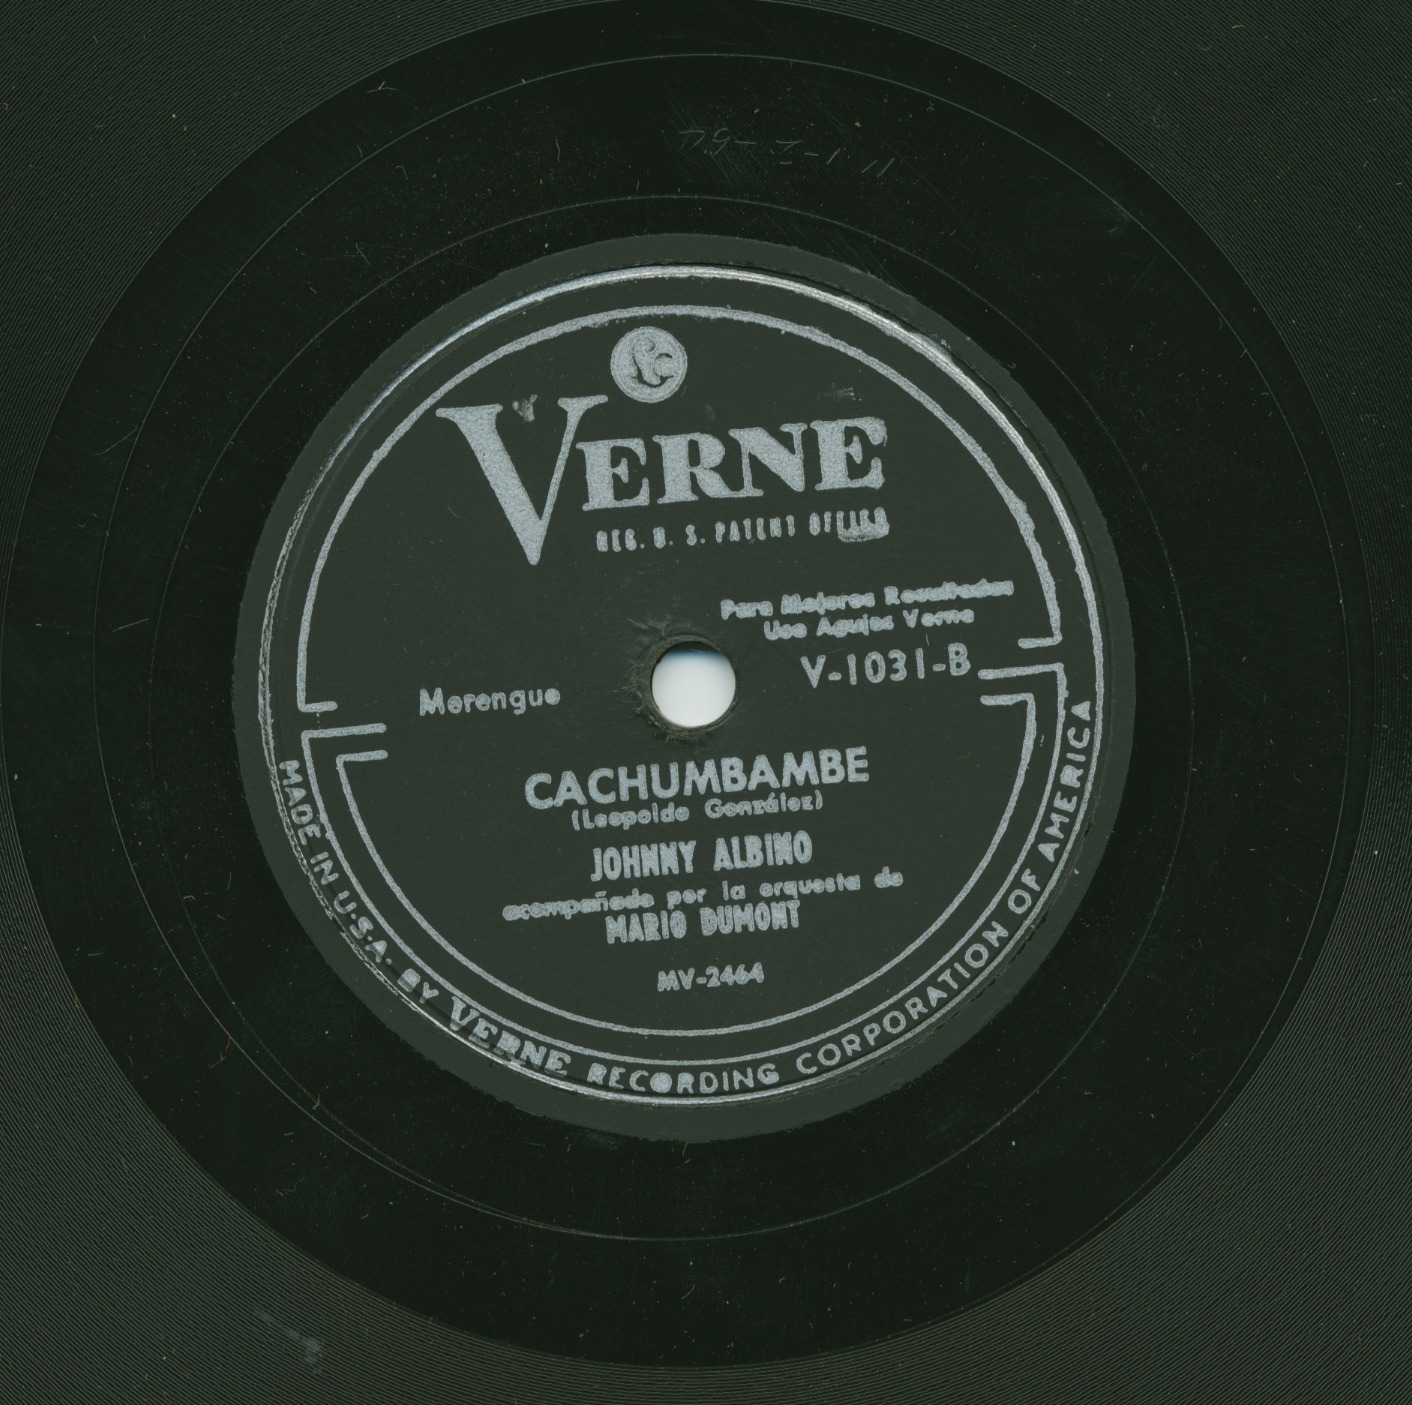 VERNE
REG. U. S. PATENT OFFICE
Para Mejores Resultados
Use Agujas Verne
V-1031-B
Merengue
CACHUMBAMBE
(Leopoldo González)
JOHNNY ALBINO
acompañado por la orquesta de
MARIO DUMONT
MV-2464
MADE IN U.S.A. BY VERNE RECORDING CORPORATION OF AMERICA